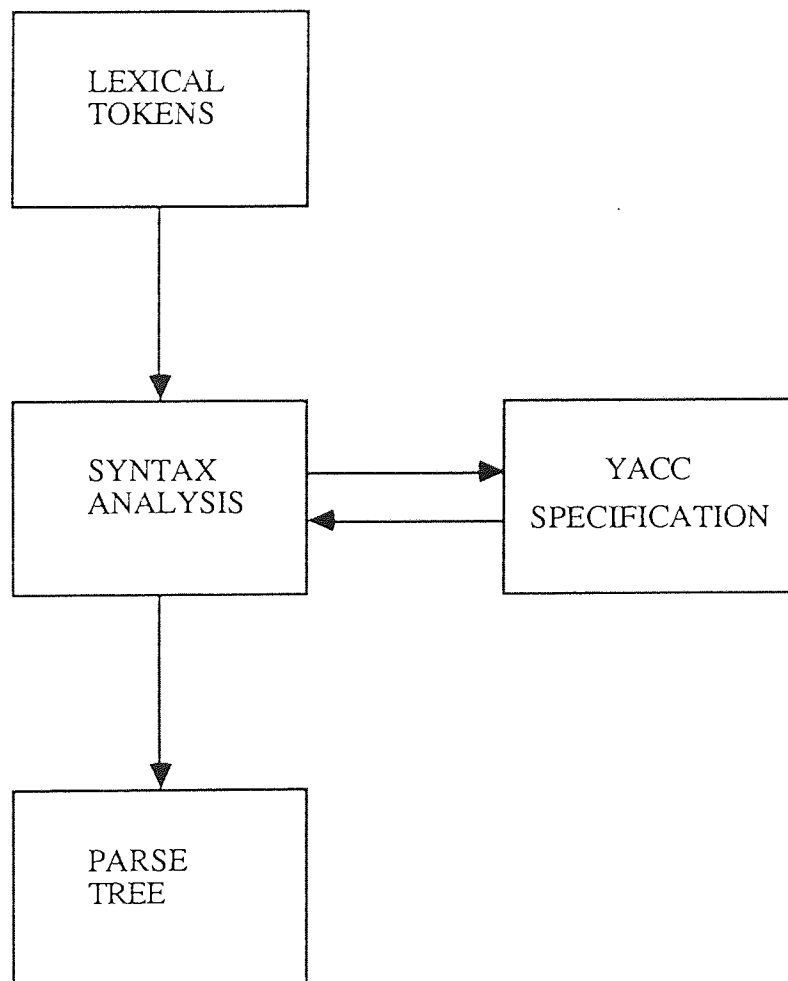 LEXICAL
TOKENS
SYNTAX
ANALYSIS
YACC
SPECIFICATION
PARSE
TREE